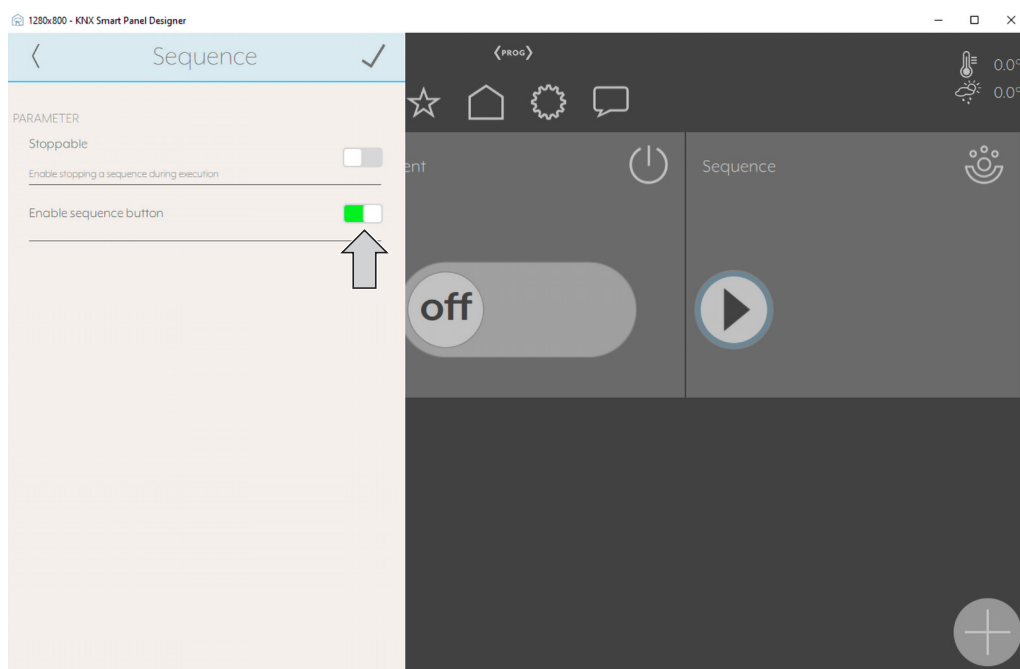 1280x800 - KNX Smart Panel Designer
Sequence
PROG
0.0°
0.0°
PARAMETER
Stoppable
Enable stopping a sequence during execution
Enable sequence button
ent
Sequence
off